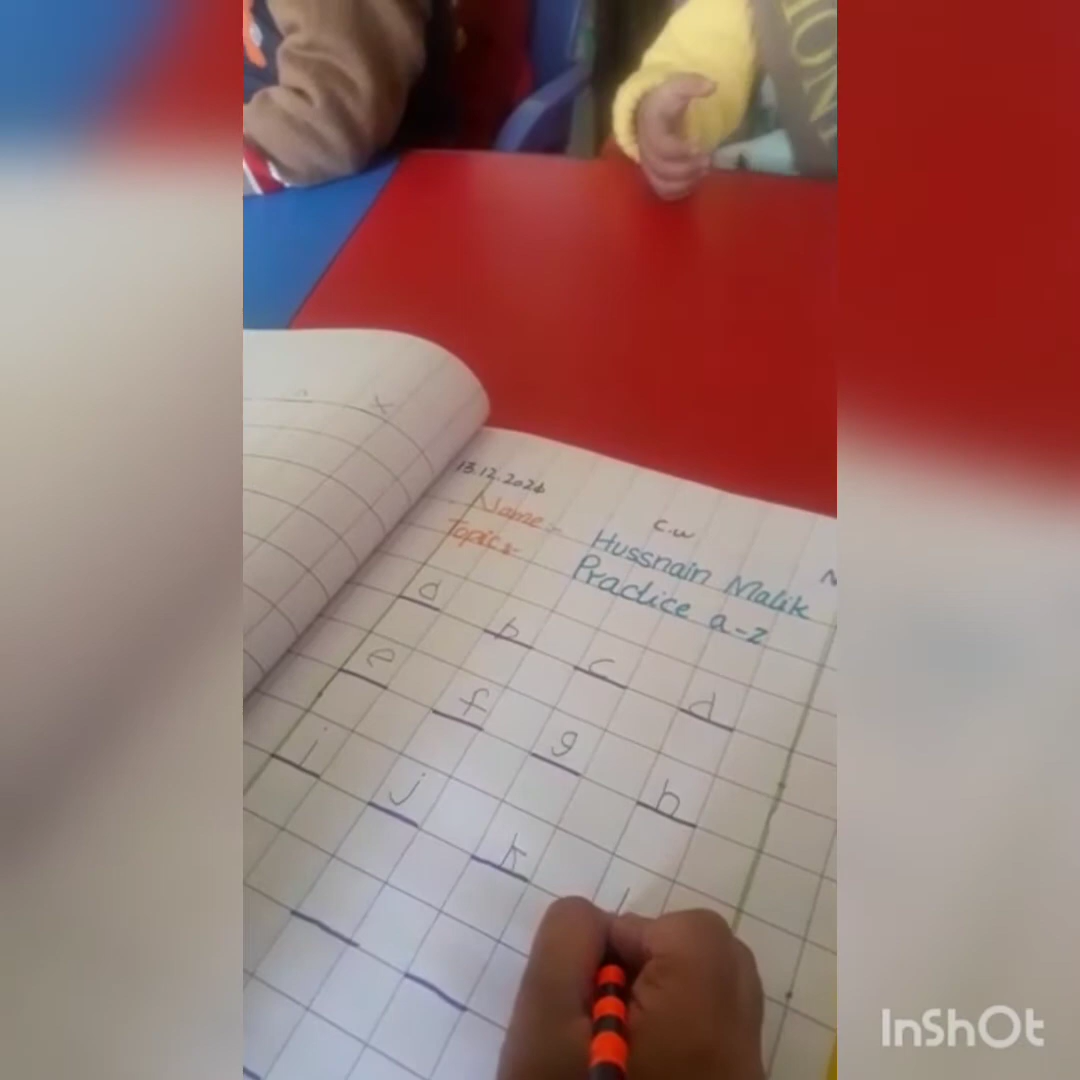 13.12.2024
C.W
Name:- Hussnain Malik
Topic:- Practice a-z
a b c d
e f g h
i j k l
InShOt